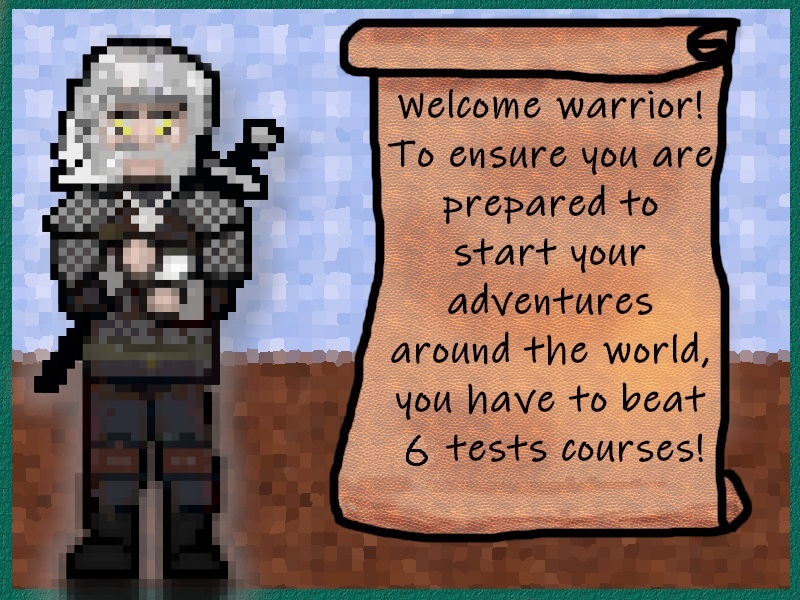 Welcome warrior!
To ensure you are
prepared to
start your
adventures
around the world,
you have to beat
6 tests courses!